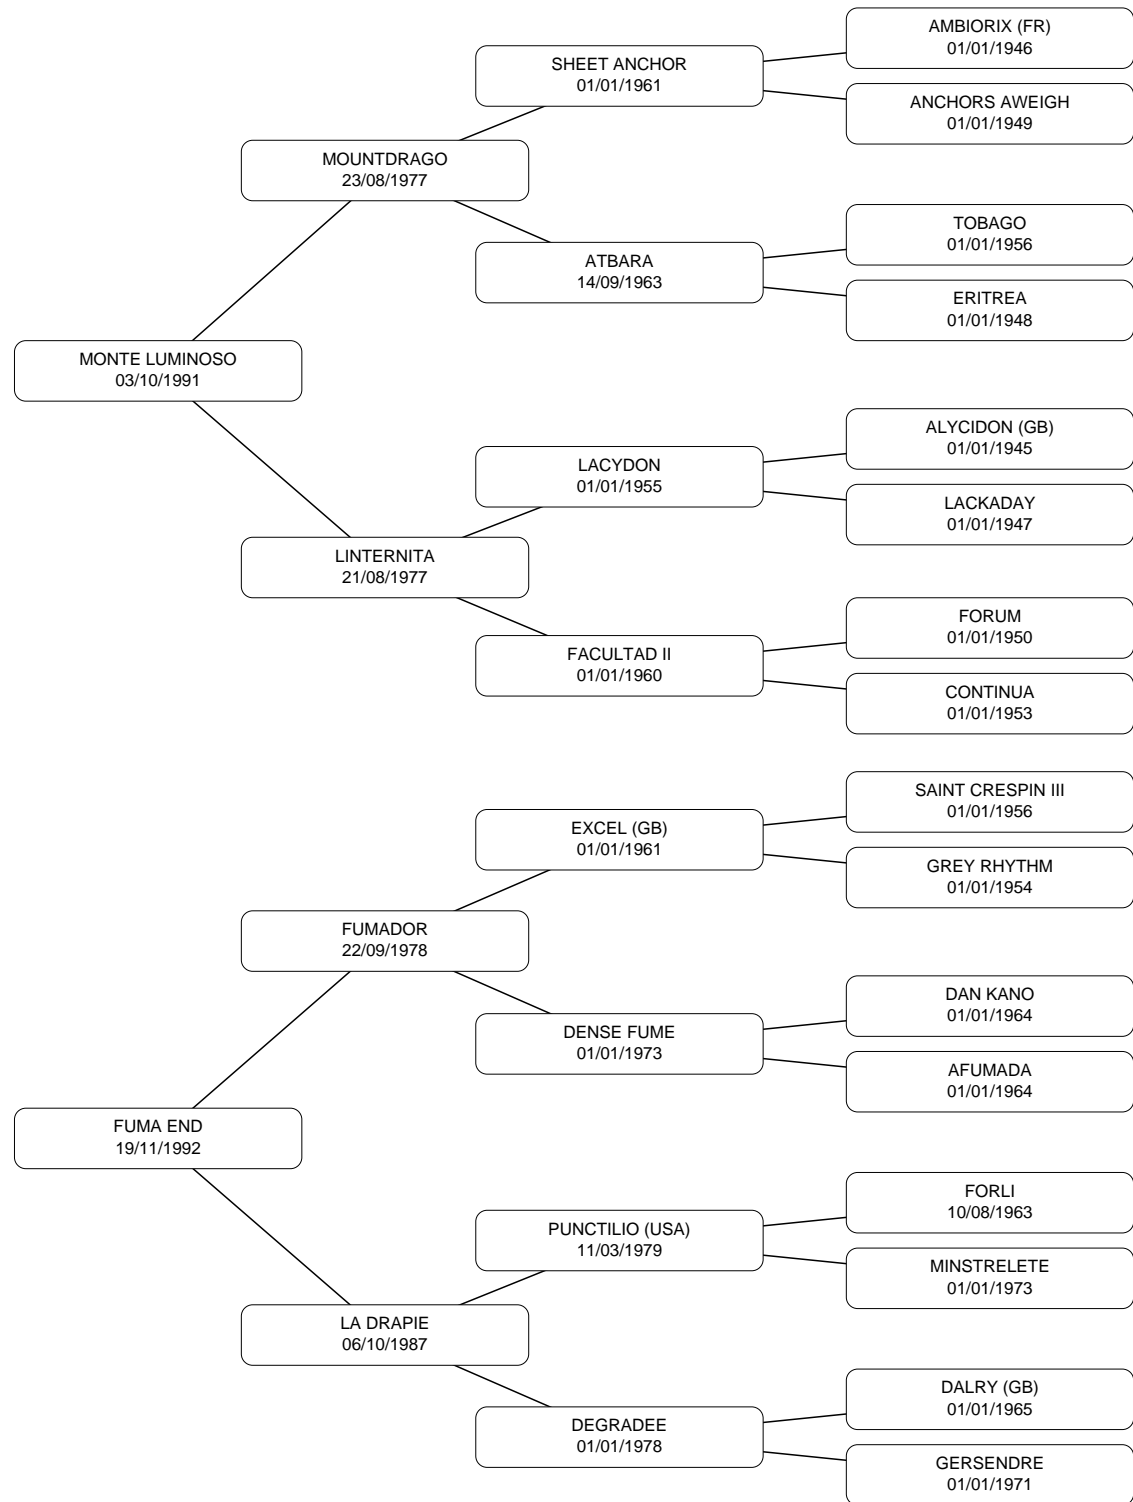 AMBIORIX (FR)
01/01/1946
SHEET ANCHOR
01/01/1961
ANCHORS AWEIGH
01/01/1949
MOUNTDRAGO
23/08/1977
TOBAGO
01/01/1956
ATBARA
14/09/1963
ERITREA
01/01/1948
MONTE LUMINOSO
03/10/1991
ALYCIDON (GB)
01/01/1945
LACYDON
01/01/1955
LACKADAY
01/01/1947
LINTERNITA
21/08/1977
FORUM
01/01/1950
FACULTAD II
01/01/1960
CONTINUA
01/01/1953
SAINT CRESPIN III
01/01/1956
EXCEL (GB)
01/01/1961
GREY RHYTHM
01/01/1954
FUMADOR
22/09/1978
DAN KANO
01/01/1964
DENSE FUME
01/01/1973
AFUMADA
01/01/1964
FUMA END
19/11/1992
FORLI
10/08/1963
PUNCTILIO (USA)
11/03/1979
MINSTRELETE
01/01/1973
LA DRAPIE
06/10/1987
DALRY (GB)
01/01/1965
DEGRADEE
01/01/1978
GERSENDRE
01/01/1971